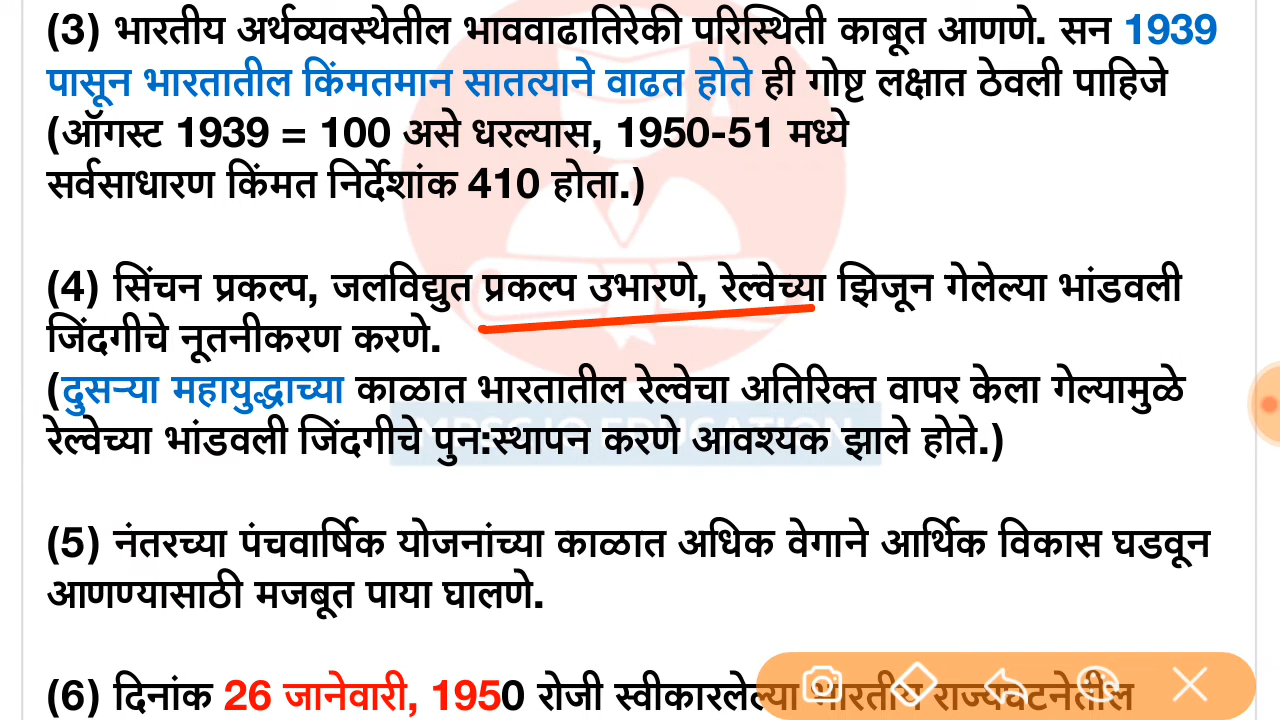 (3) भारतीय अर्थव्यवस्थेतील भाववाढातिरेकी परिस्थिती काबूत आणणे. सन 1939
पासून भारतातील किंमतमान सातत्याने वाढत होते ही गोष्ट लक्षात ठेवली पाहिजे
(ऑगस्ट 1939 = 100 असे धरल्यास, 1950-51 मध्ये
सर्वसाधारण किंमत निर्देशांक 410 होता.)
(4) सिंचन प्रकल्प, जलविद्युत प्रकल्प उभारणे, रेल्वेच्या झिजून गेलेल्या भांडवली
जिंदगीचे नूतनीकरण करणे.
(दुसऱ्या महायुद्धाच्या काळात भारतातील रेल्वेचा अतिरिक्त वापर केला गेल्यामुळे
रेल्वेच्या भांडवली जिंदगीचे पुन:स्थापन करणे आवश्यक झाले होते.)
(5) नंतरच्या पंचवार्षिक योजनांच्या काळात अधिक वेगाने आर्थिक विकास घडवून
आणण्यासाठी मजबूत पाया घालणे.
(6) दिनांक 26 जानेवारी, 1950 रोजी स्वीकारलेल्या भारतीय राज्यघटनेतील